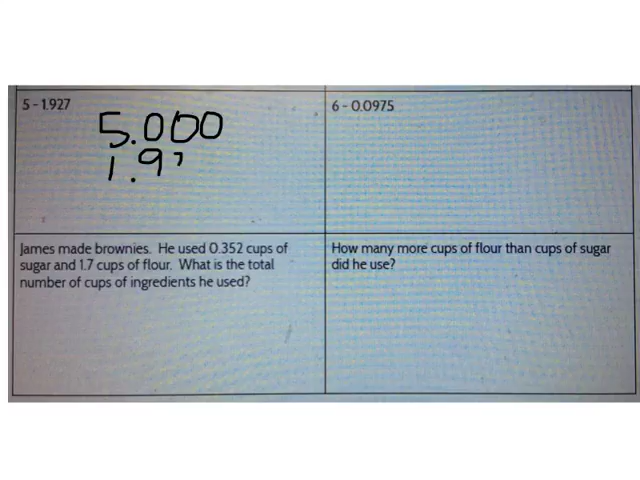 5 - 1.927
5.000
1.9
6 - 0.0975
James made brownies. He used 0.352 cups of
sugar and 1.7 cups of flour. What is the total
number of cups of ingredients he used?
How many more cups of flour than cups of sugar
did he use?